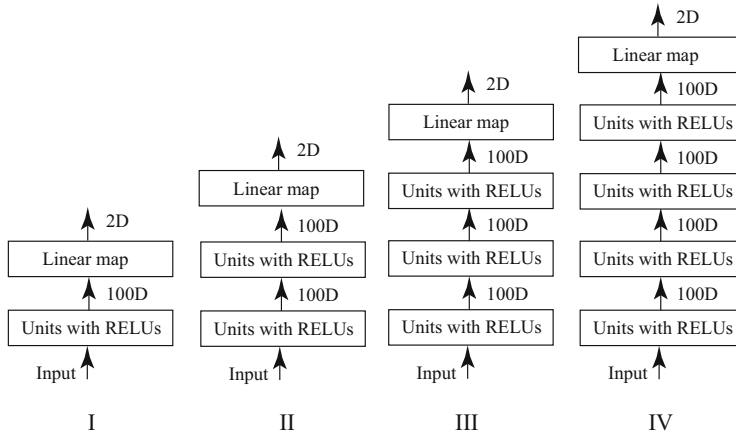 2D
Linear map
100D
Units with RELUs
Input
I
2D
Linear map
100D
Units with RELUs
100D
Units with RELUs
Input
II
2D
Linear map
100D
Units with RELUs
100D
Units with RELUs
100D
Units with RELUs
Input
III
2D
Linear map
100D
Units with RELUs
100D
Units with RELUs
100D
Units with RELUs
100D
Units with RELUs
Input
IV